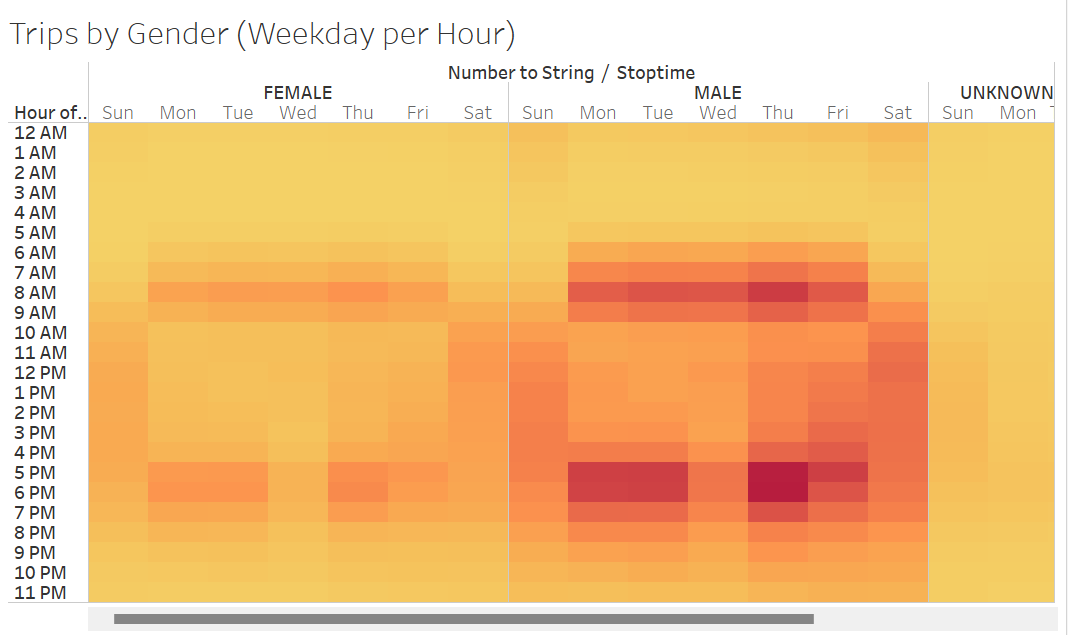 Trips by Gender (Weekday per Hour)
Number to String / Stoptime
FEMALE MALE UNKNOWN
Hour of.. Sun Mon Tue Wed Thu Fri Sat Sun Mon Tue Wed Thu Fri Sat Sun Mon
12 AM
1 AM
2 AM
3 AM
4 AM
5 AM
6 AM
7 AM
8 AM
9 AM
10 AM
11 AM
12 PM
1 PM
2 PM
3 PM
4 PM
5 PM
6 PM
7 PM
8 PM
9 PM
10 PM
11 PM